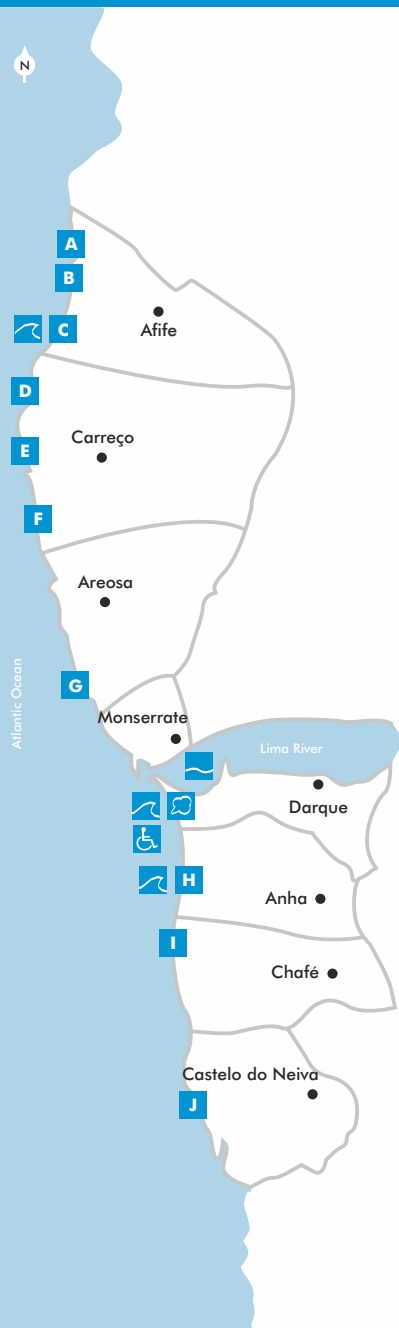 N
A
B
Afife
C
D
Carreço
E
F
Areosa
G
Atlantic Ocean
Monserrate
Lima River
Darque
H
Anha
I
Chafé
Castelo do Neiva
J